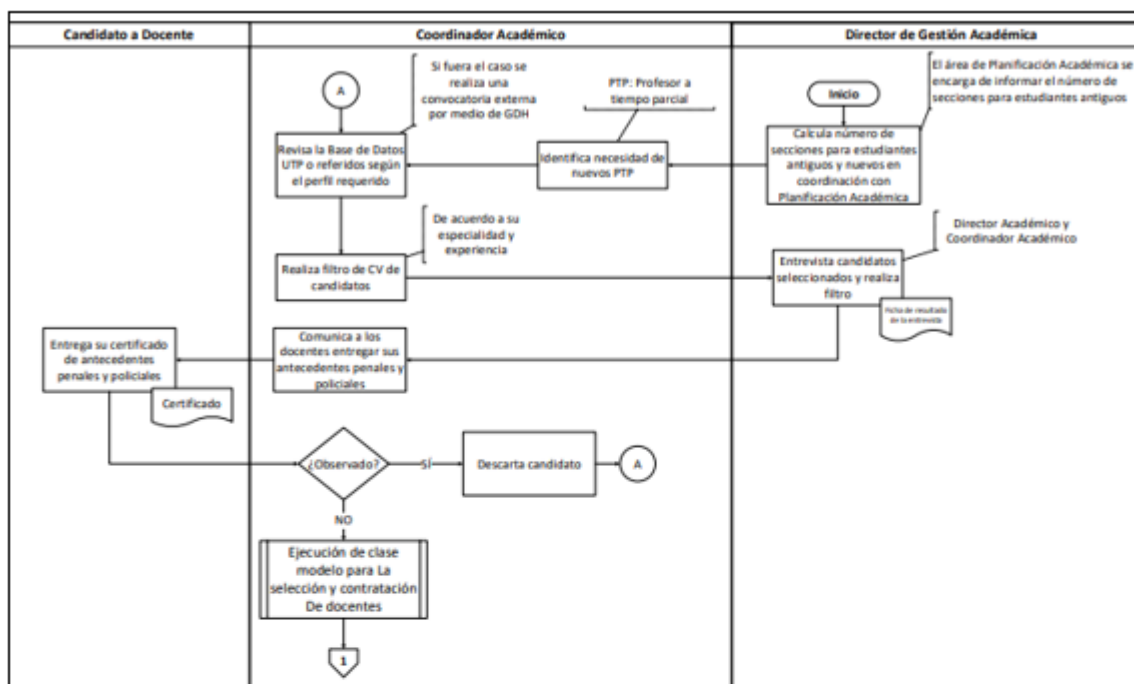 Candidato a Docente
Coordinador Académico
Director de Gestión Académica
A
Si fuera el caso se
realiza una
convocatoria externa
por medio de GDH
PTP: Profesor a
tiempo parcial
Inicio
El área de Planificación Académica se
encarga de informar el número de
secciones para estudiantes antiguos
Revisa la Base de Datos
UTP o referidos según
el perfil requerido
Identifica necesidad de
nuevos PTP
Calcula número de
secciones para estudiantes
antiguos y nuevos en
coordinación con
Planificación Académica
De acuerdo a su
especialidad y
experiencia
Director Académico y
Coordinador Académico
Realiza filtro de CV de
candidatos
Entrevista candidatos
seleccionados y realiza
filtro
Ficha de resultado
de la entrevista
Entrega su certificado
de antecedentes
penales y policiales
Certificado
Comunica a los
docentes entregar sus
antecedentes penales y
policiales
¿Observado?
SÍ
Descarta candidato
A
NO
Ejecución de clase
modelo para La
selección y contratación
De docentes
1